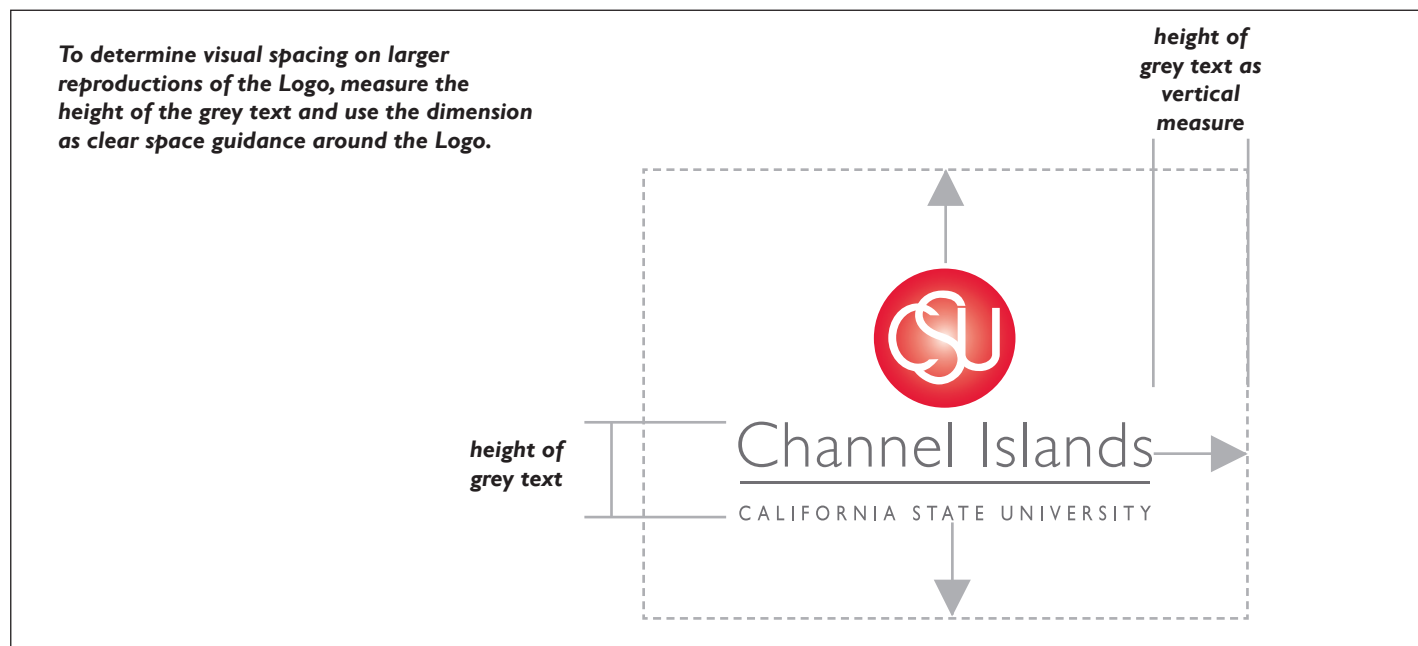 To determine visual spacing on larger
reproductions of the Logo, measure the
height of the grey text and use the dimension
as clear space guidance around the Logo.
height of
grey text as
vertical
measure
CSU
height of
grey text
Channel Islands
CALIFORNIA STATE UNIVERSITY